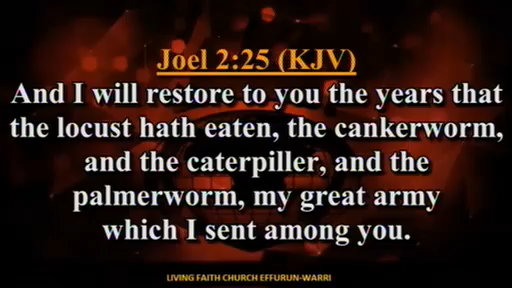 Joel 2:25 (KJV)
And I will restore to you the years that
the locust hath eaten, the cankerworm,
and the caterpiller, and the
palmerworm, my great army
which I sent among you.
LIVING FAITH CHURCH EFFURUN-WARRI